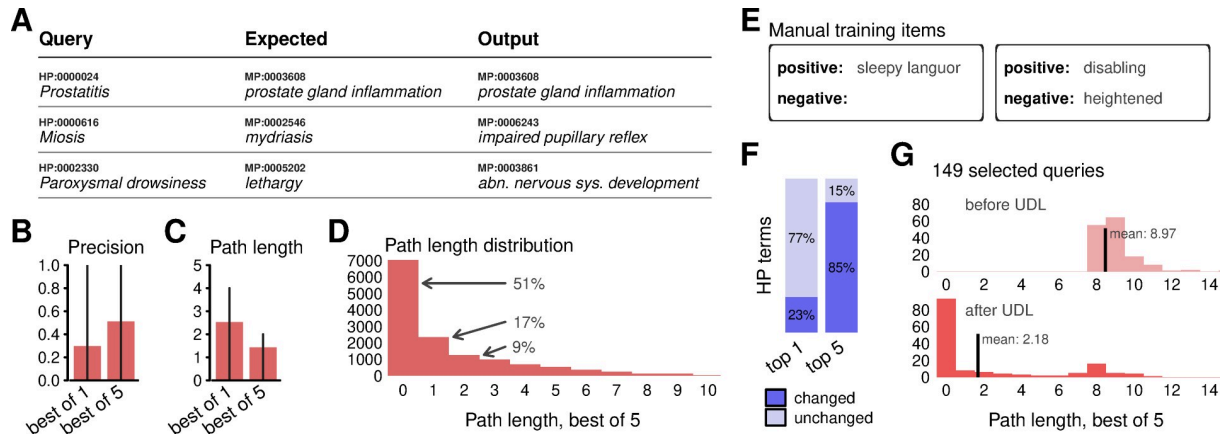 A
Query Expected Output
HP:0000024 MP:0003608 MP:0003608
Prostatitis prostate gland inflammation prostate gland inflammation
HP:0000616 MP:0002546 MP:0006243
Miosis mydriasis impaired pupillary reflex
HP:0002330 MP:0005202 MP:0003861
Paroxysmal drowsiness lethargy abn. nervous sys. development
B
Precision
1.0
0.8
0.6
0.4
0.2
0.0
best of 1
best of 5
C
Path length
5
4
3
2
1
0
best of 1
best of 5
D
Path length distribution
7000
6000
5000
4000
3000
2000
1000
0
51%
17%
9%
0 1 2 3 4 5 6 7 8 9 10
Path length, best of 5
E
Manual training items
positive: sleepy languor
negative:
positive: disabling
negative: heightened
F
HP terms
77%
23%
15%
85%
top 1
top 5
changed
unchanged
G
149 selected queries
before UDL
80
60
40
20
0
mean: 8.97
0 2 4 6 8 10 12 14
after UDL
80
60
40
20
0
mean: 2.18
0 2 4 6 8 10 12 14
Path length, best of 5